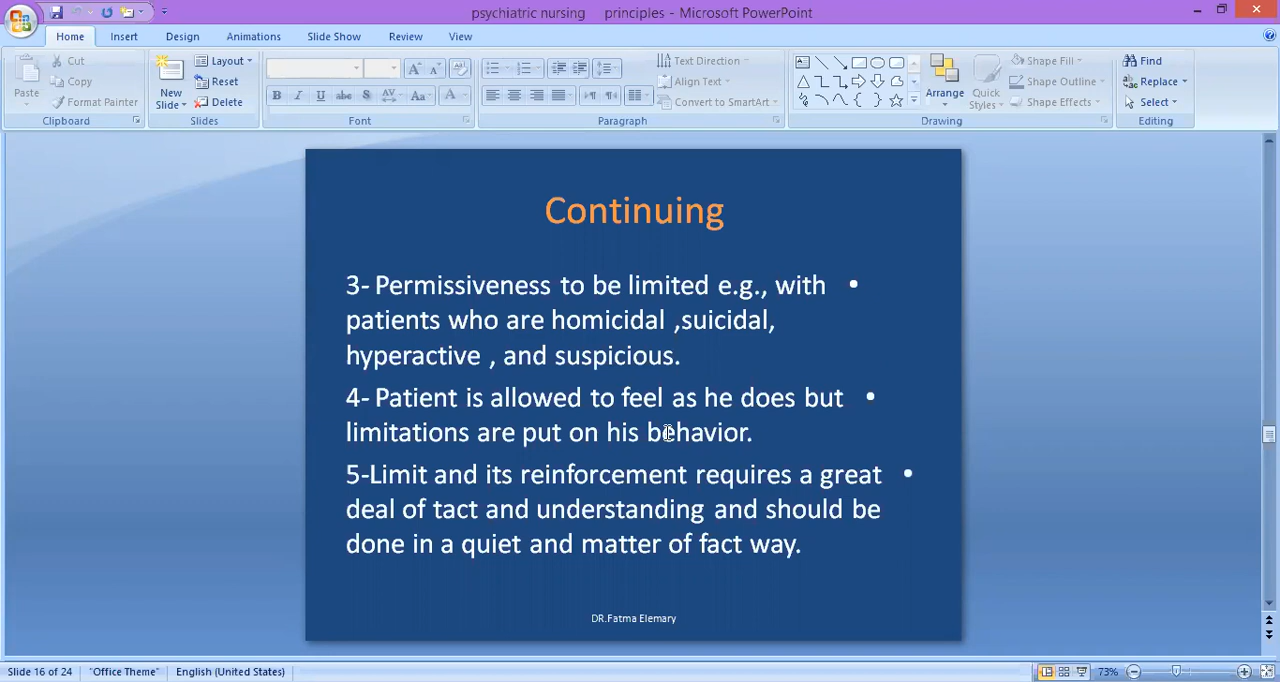 psychiatric nursing principles - Microsoft PowerPoint
Home Insert Design Animations Slide Show Review View
Paste
Cut
Copy
Format Painter
Clipboard
New
Slide
Layout
Reset
Delete
Slides
B I U abc S AV Aa A
Font
Text Direction
Align Text
Convert to SmartArt
Paragraph
Arrange
Quick
Styles
Shape Fill
Shape Outline
Shape Effects
Drawing
Find
Replace
Select
Editing
Continuing
3- Permissiveness to be limited e.g., with •
patients who are homicidal ,suicidal,
hyperactive , and suspicious.
4- Patient is allowed to feel as he does but •
limitations are put on his behavior.
5-Limit and its reinforcement requires a great •
deal of tact and understanding and should be
done in a quiet and matter of fact way.
DR.Fatma Elemary
Slide 16 of 24 "Office Theme" English (United States) 73%